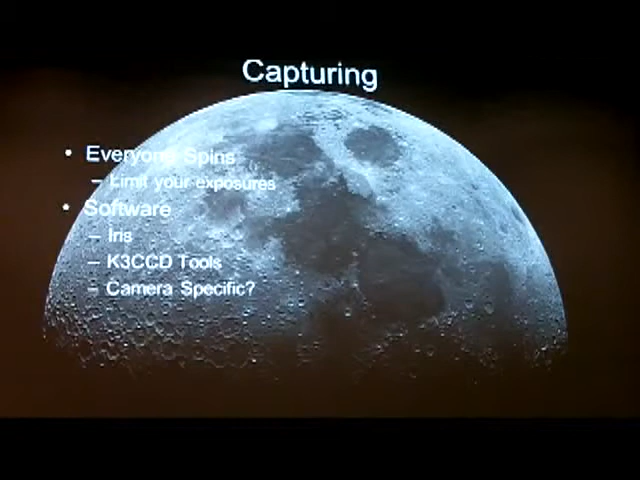 Capturing
• Everyone Spins
– Limit your exposures
• Software
– Iris
– K3CCD Tools
– Camera Specific?